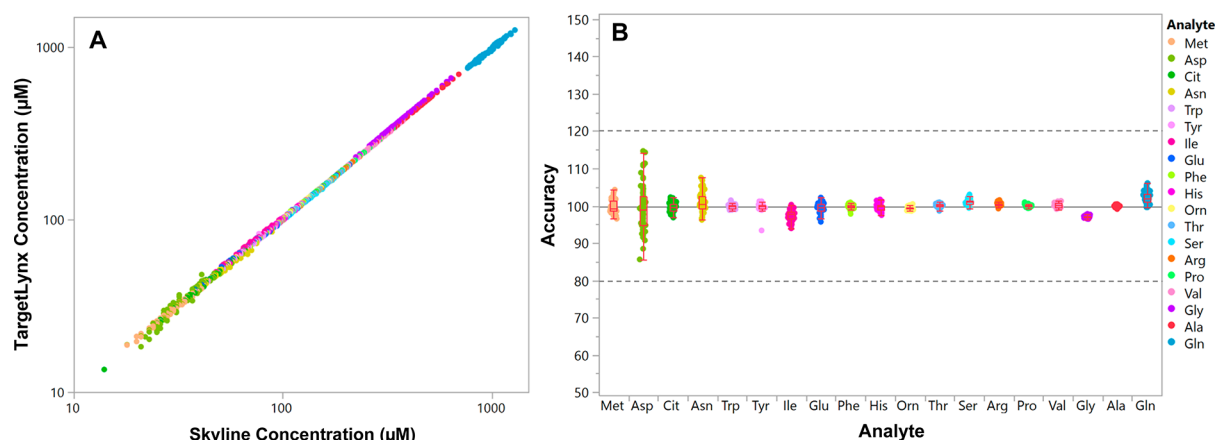 A
TargetLynx Concentration (µM)
1000
100
10
10 100 1000
Skyline Concentration (µM)
B
Accuracy
150
140
130
120
110
100
90
80
70
60
50
Met Asp Cit Asn Trp Tyr Ile Glu Phe His Orn Thr Ser Arg Pro Val Gly Ala Gln
Analyte
Analyte
Met
Asp
Cit
Asn
Trp
Tyr
Ile
Glu
Phe
His
Orn
Thr
Ser
Arg
Pro
Val
Gly
Ala
Gln